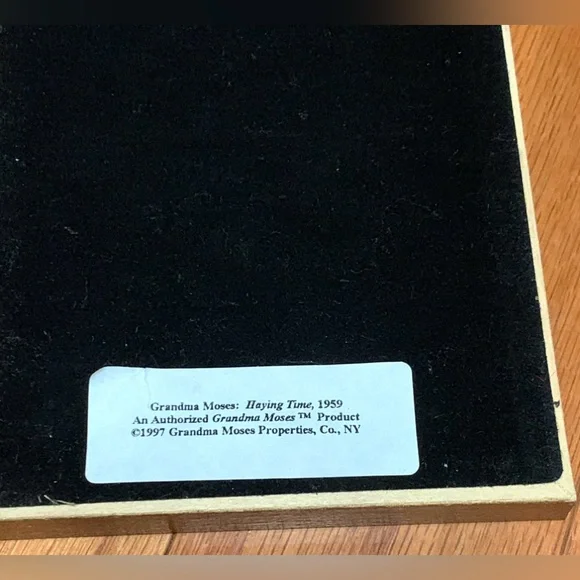 Grandma Moses: Haying Time, 1959
An Authorized Grandma Moses™ Product
©1997 Grandma Moses Properties, Co., NY